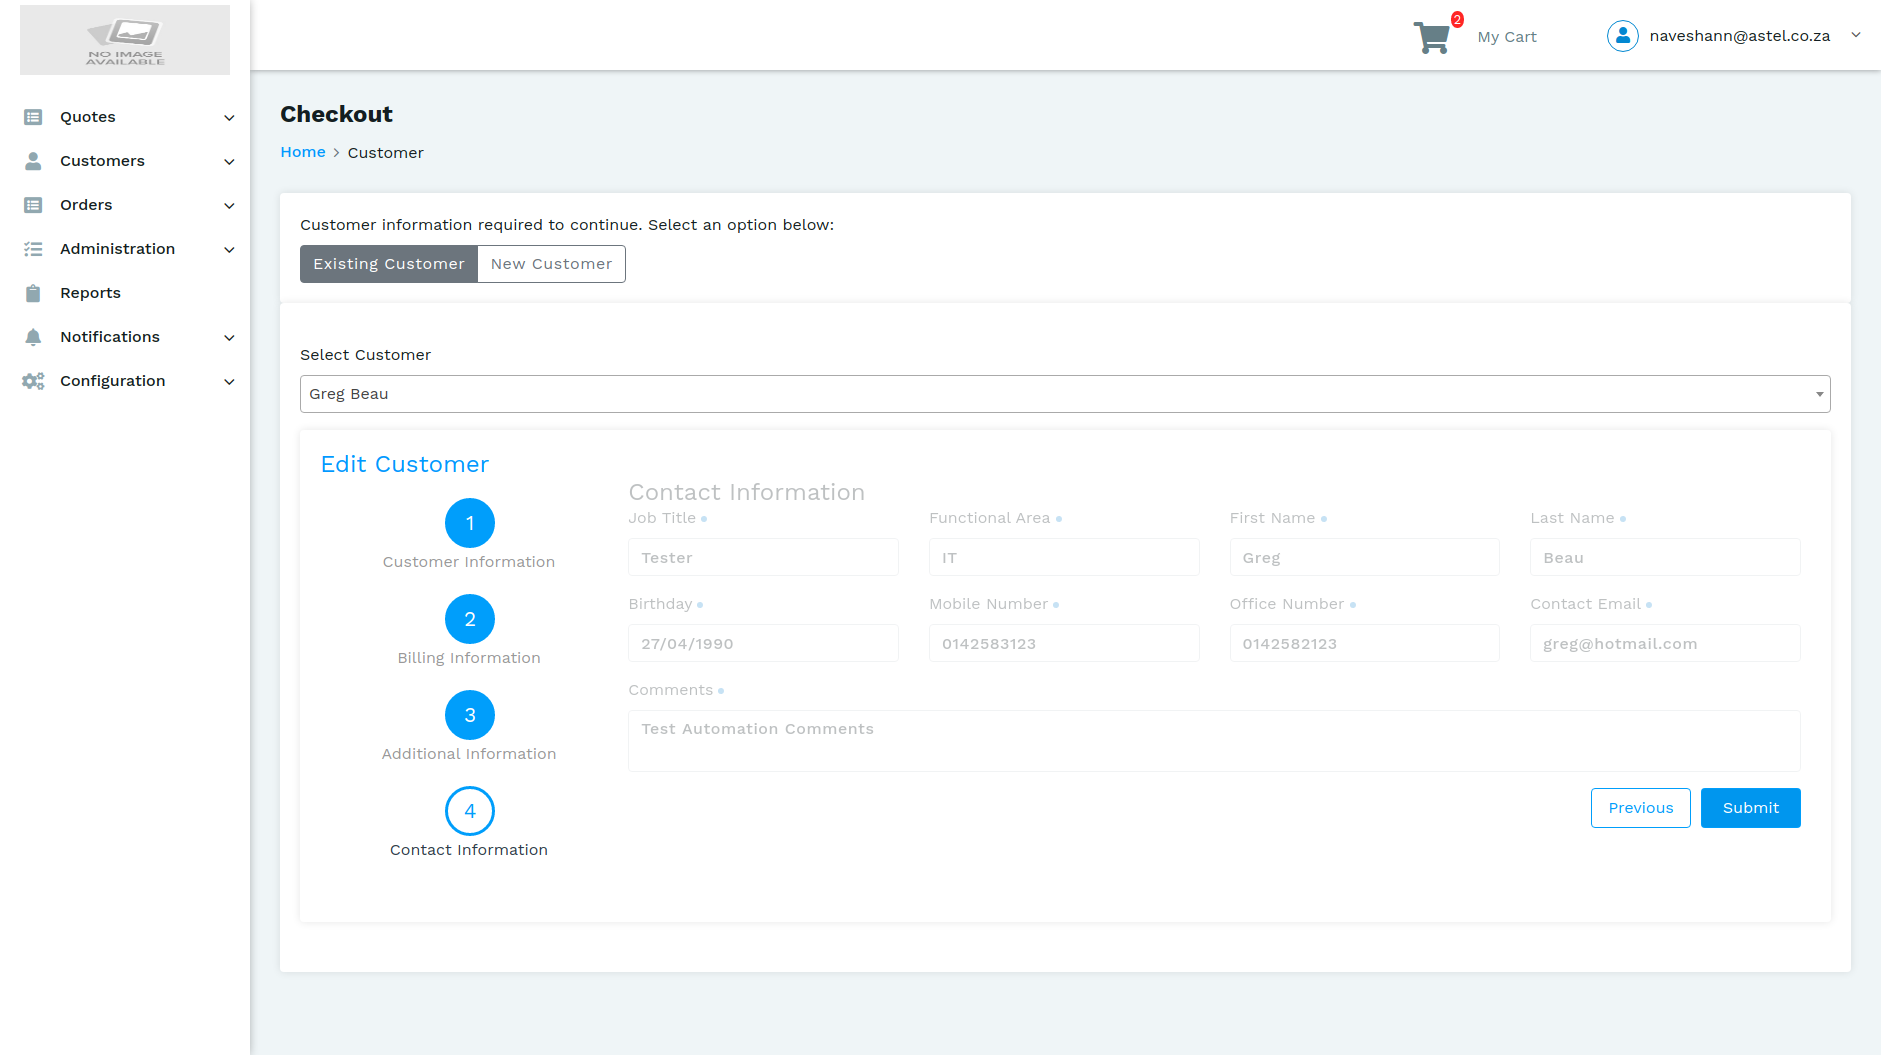 NO IMAGE
AVAILABLE
2
My Cart
naveshann@astel.co.za
Quotes
Customers
Orders
Administration
Reports
Notifications
Configuration
Checkout
Home > Customer
Customer information required to continue. Select an option below:
Existing Customer New Customer
Select Customer
Greg Beau
Edit Customer
1
Customer Information
2
Billing Information
3
Additional Information
4
Contact Information
Contact Information
Job Title Functional Area First Name Last Name
Tester IT Greg Beau
Birthday Mobile Number Office Number Contact Email
27/04/1990 0142583123 0142582123 greg@hotmail.com
Comments
Test Automation Comments
Previous Submit